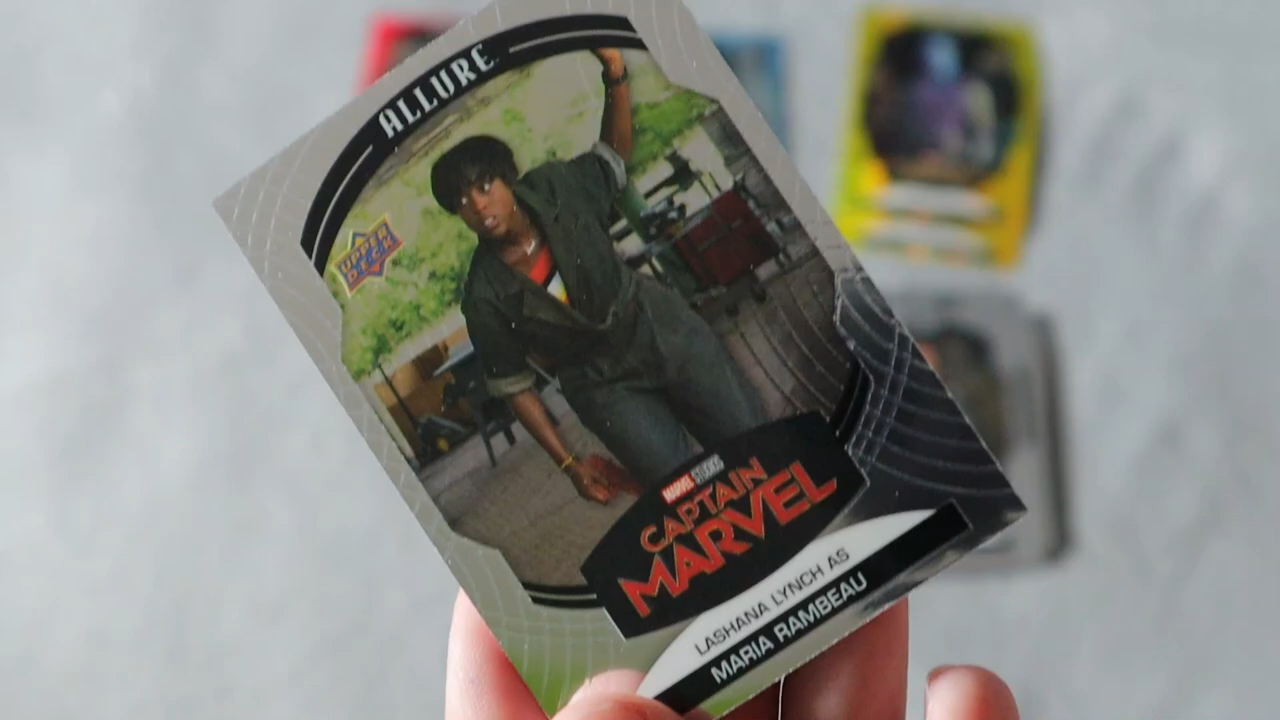 ALLURE
UPPER
DECK
MARVEL STUDIOS
CAPTAIN
MARVEL
LASHANA LYNCH AS
MARIA RAMBEAU